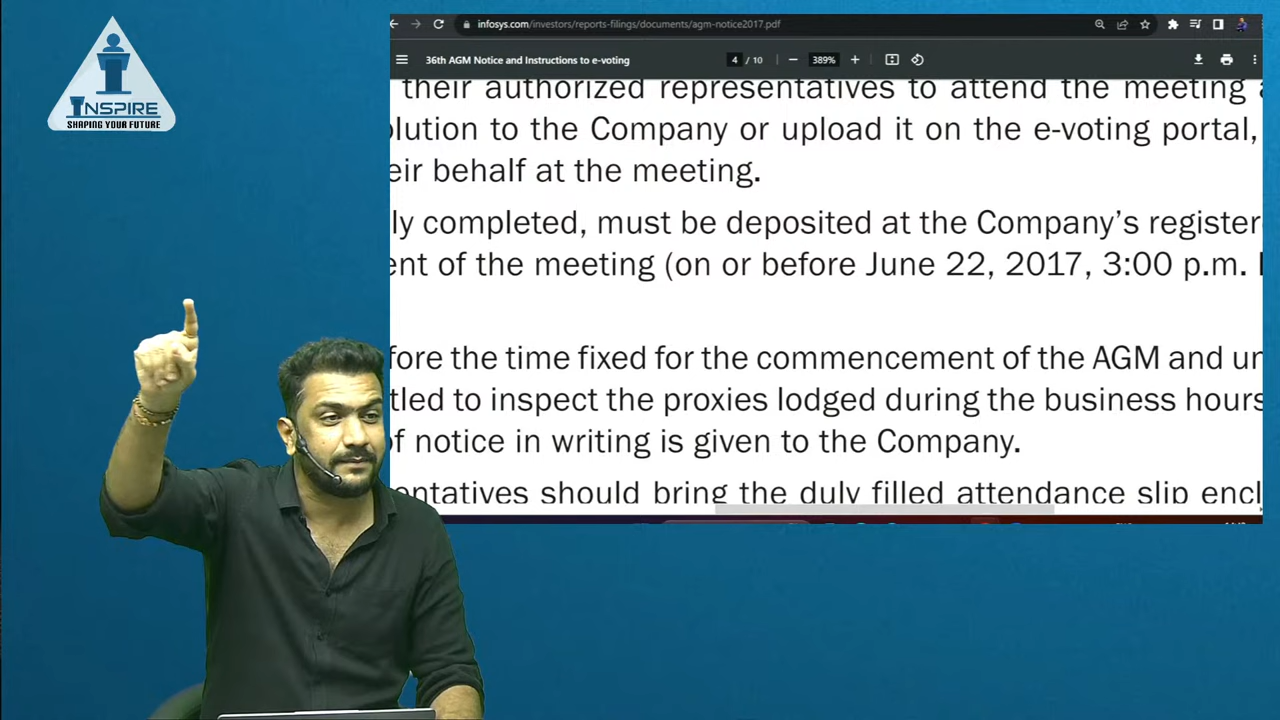 INSPIRE
SHAPING YOUR FUTURE
infosys.com/investors/reports-filings/documents/agm-notice2017.pdf
36th AGM Notice and Instructions to e-voting
4 / 10
389%
their authorized representatives to attend the meeting
olution to the Company or upload it on the e-voting portal,
eir behalf at the meeting.
ly completed, must be deposited at the Company's register
ent of the meeting (on or before June 22, 2017, 3:00 p.m.
fore the time fixed for the commencement of the AGM and un
tled to inspect the proxies lodged during the business hours
of notice in writing is given to the Company.
entatives should bring the duly filled attendance slip encl